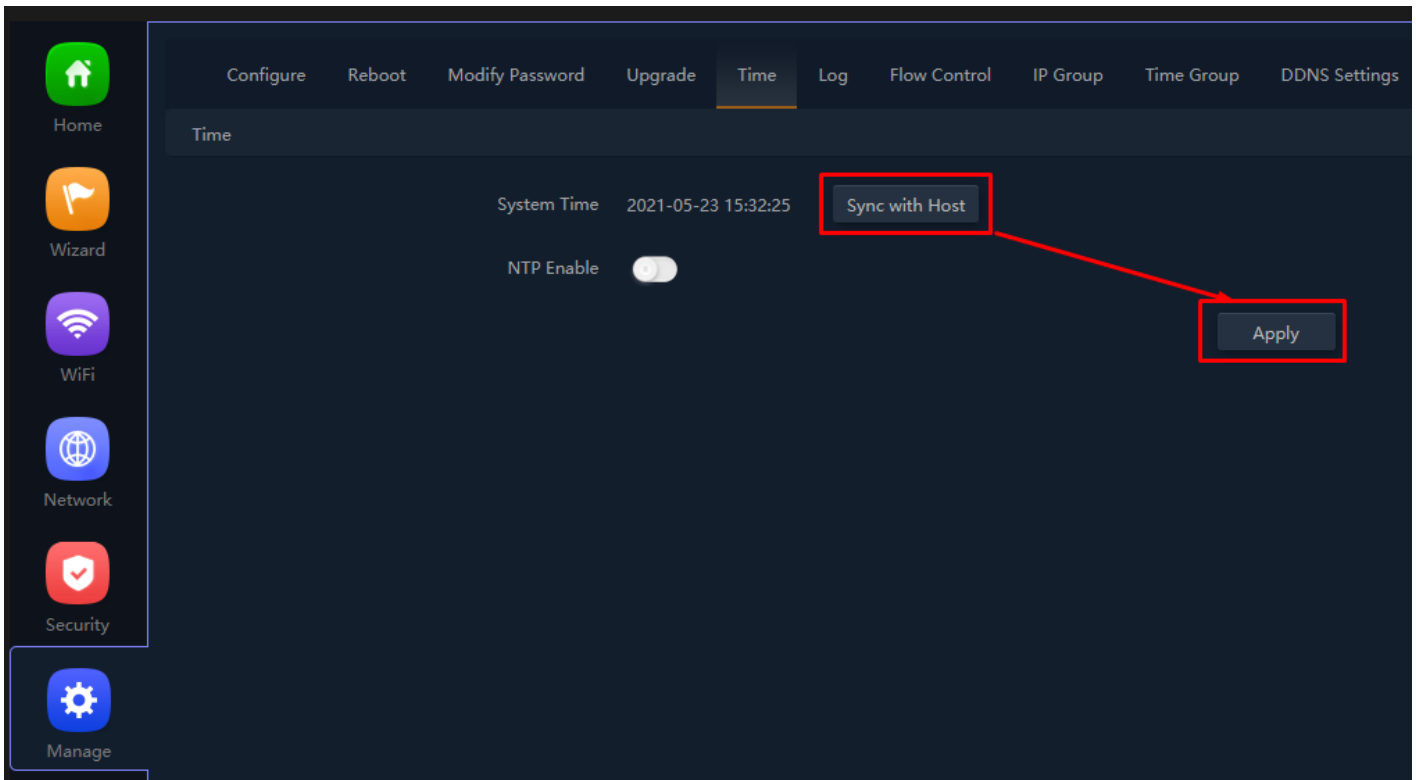 Configure Reboot Modify Password Upgrade Time Log Flow Control IP Group Time Group DDNS Settings
Home
Time
System Time 2021-05-23 15:32:25 Sync with Host
Wizard
NTP Enable
Apply
WiFi
Network
Security
Manage